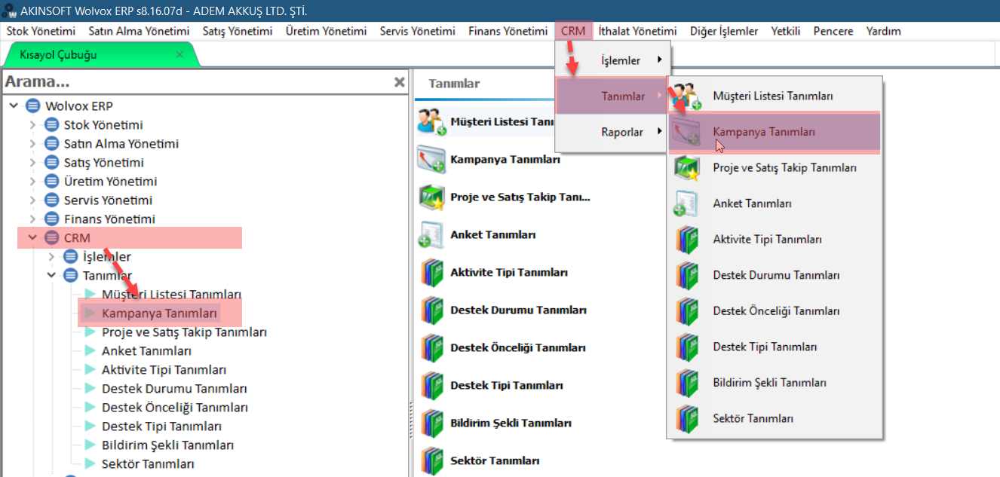 AKINSOFT Wolvox ERP s8.16.07d - ADEM AKKUŞ LTD. ŞTİ.
Stok Yönetimi Satın Alma Yönetimi Satış Yönetimi Üretim Yönetimi Servis Yönetimi Finans Yönetimi CRM İthalat Yönetimi Diğer İşlemler Yetkili Pencere Yardım
Kısayol Çubuğu
Arama...
Wolvox ERP
Stok Yönetimi
Satın Alma Yönetimi
Satış Yönetimi
Üretim Yönetimi
Servis Yönetimi
Finans Yönetimi
CRM
İşlemler
Tanımlar
Müşteri Listesi Tanımları
Kampanya Tanımları
Proje ve Satış Takip Tanımları
Anket Tanımları
Aktivite Tipi Tanımları
Destek Durumu Tanımları
Destek Önceliği Tanımları
Destek Tipi Tanımları
Bildirim Şekli Tanımları
Sektör Tanımları
Tanımlar
Müşteri Listesi Tanı
Kampanya Tanımları
Proje ve Satış Takip Tanı...
Anket Tanımları
Aktivite Tipi Tanımları
Destek Durumu Tanımları
Destek Önceliği Tanımları
Destek Tipi Tanımları
Bildirim Şekli Tanımları
Sektör Tanımları
İşlemler
Tanımlar
Raporlar
Müşteri Listesi Tanımları
Kampanya Tanımları
Proje ve Satış Takip Tanımları
Anket Tanımları
Aktivite Tipi Tanımları
Destek Durumu Tanımları
Destek Önceliği Tanımları
Destek Tipi Tanımları
Bildirim Şekli Tanımları
Sektör Tanımları